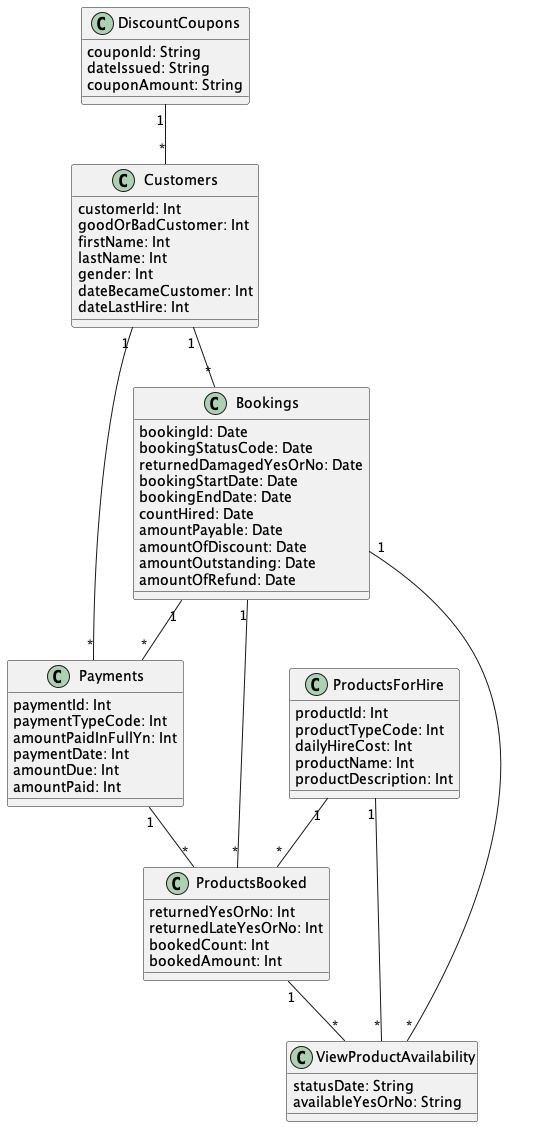 C DiscountCoupons
couponId: String
dateIssued: String
couponAmount: String
1
*
C Customers
customerId: Int
goodOrBadCustomer: Int
firstName: Int
lastName: Int
gender: Int
dateBecameCustomer: Int
dateLastHire: Int
1
1
*
C Bookings
bookingId: Date
bookingStatusCode: Date
returnedDamagedYesOrNo: Date
bookingStartDate: Date
bookingEndDate: Date
countHired: Date
amountPayable: Date
amountOfDiscount: Date
amountOutstanding: Date
amountOfRefund: Date
1
1
1
*
*
C Payments
paymentId: Int
paymentTypeCode: Int
amountPaidInFullYn: Int
paymentDate: Int
amountDue: Int
amountPaid: Int
C ProductsForHire
productId: Int
productTypeCode: Int
dailyHireCost: Int
productName: Int
productDescription: Int
1
1
1
*
*
*
C ProductsBooked
returnedYesOrNo: Int
returnedLateYesOrNo: Int
bookedCount: Int
bookedAmount: Int
1
*
*
*
C ViewProductAvailability
statusDate: String
availableYesOrNo: String